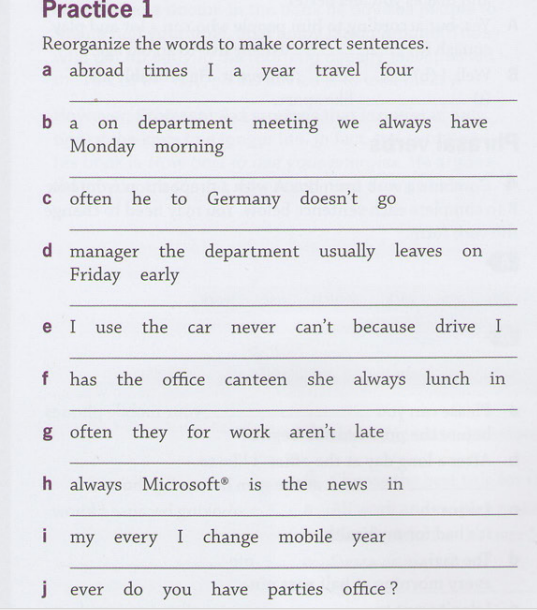 Practice 1
Reorganize the words to make correct sentences.
a abroad times I a year travel four
b a on department meeting we always have
Monday morning
c often he to Germany doesn't go
d manager the department usually leaves on
Friday early
e I use the car never can't because drive I
f has the office canteen she always lunch in
g often they for work aren't late
h always Microsoft® is the news in
i my every I change mobile year
j ever do you have parties office?